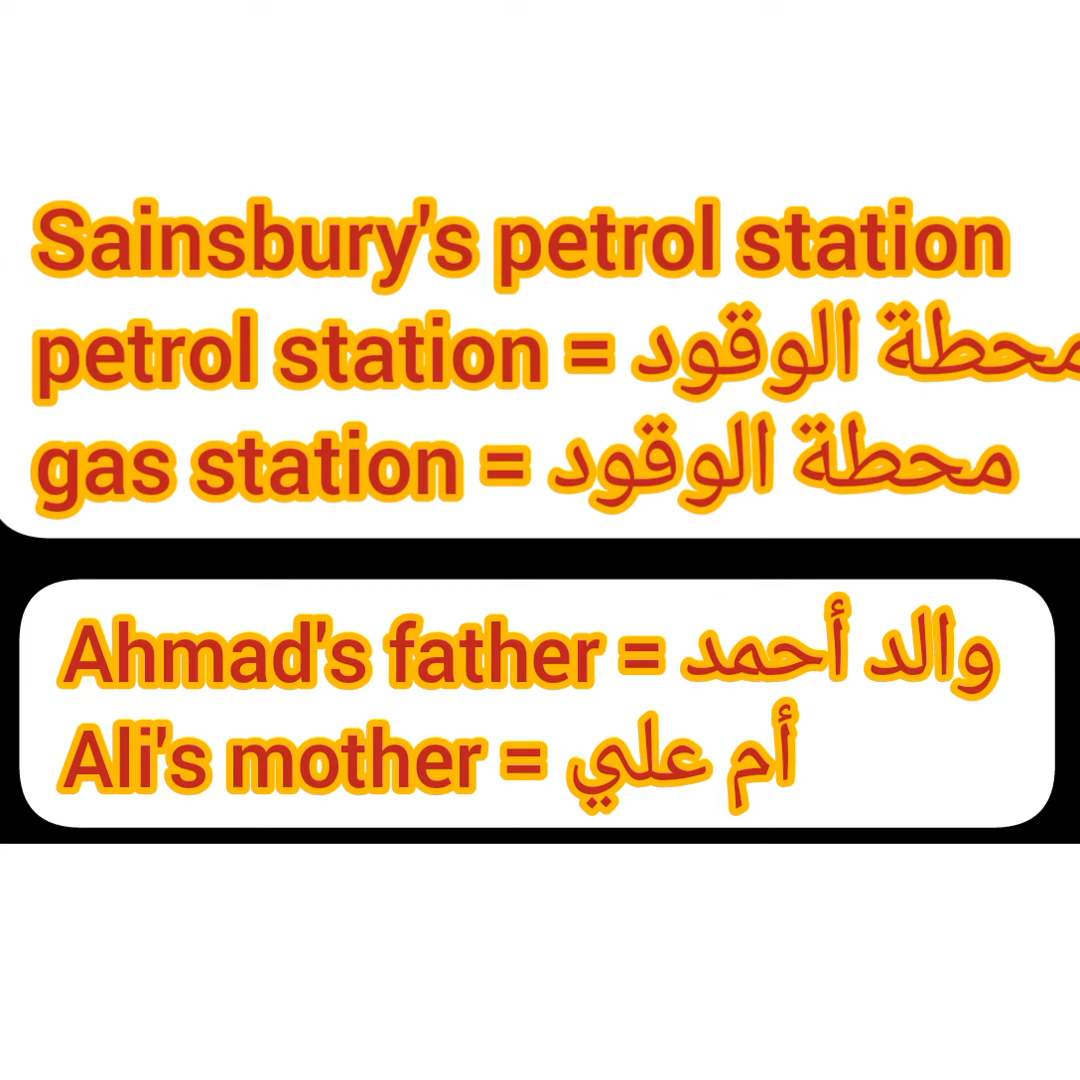 Sainsbury's petrol station
petrol station = محطة الوقود
gas station = محطة الوقود
Ahmad's father = والد أحمد
Ali's mother = أم علي